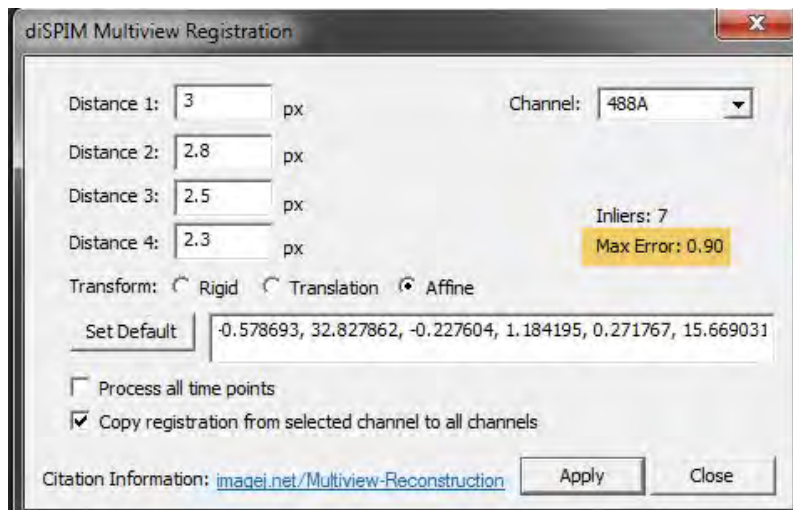 diSPIM Multiview Registration
Distance 1: 3 px
Channel: 488A
Distance 2: 2.8 px
Distance 3: 2.5 px
Inliers: 7
Distance 4: 2.3 px
Max Error: 0.90
Transform: Rigid Translation Affine
Set Default -0.578693, 32.827862, -0.227604, 1.184195, 0.271767, 15.669031
Process all time points
Copy registration from selected channel to all channels
Citation Information: imagej.net/Multiview-Reconstruction Apply Close